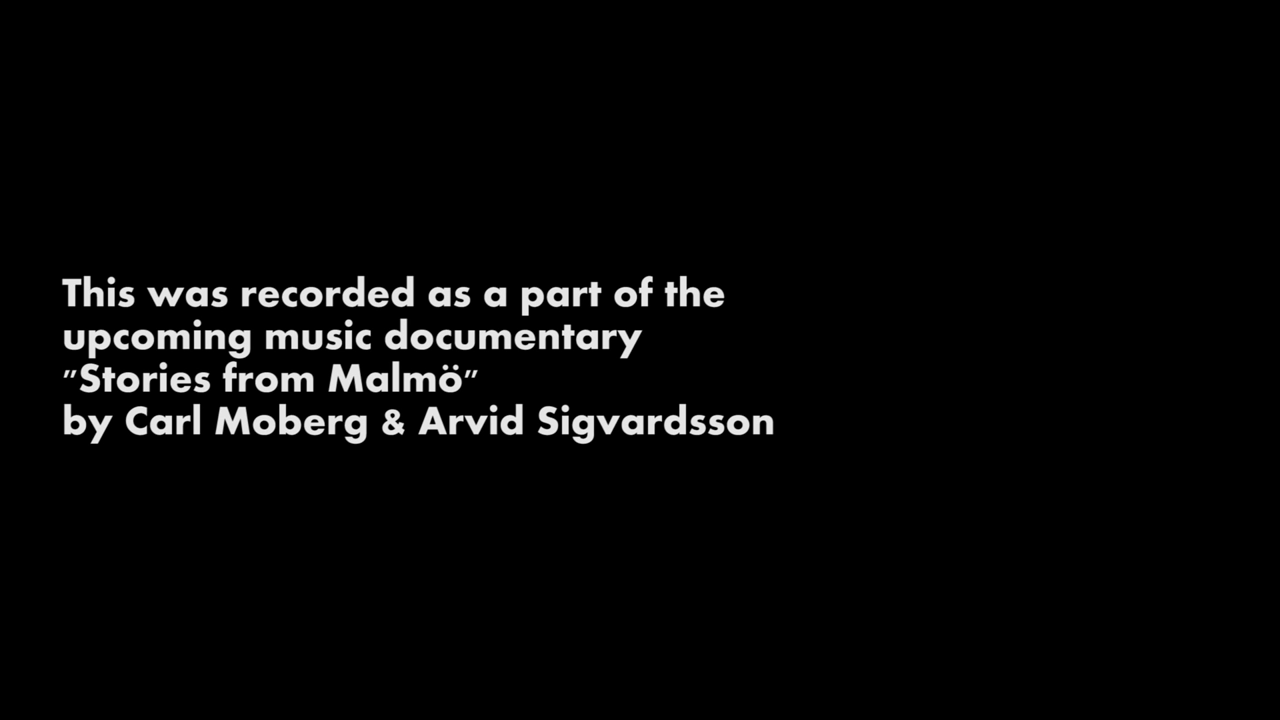 This was recorded as a part of the
upcoming music documentary
”Stories from Malmö”
by Carl Moberg & Arvid Sigvardsson